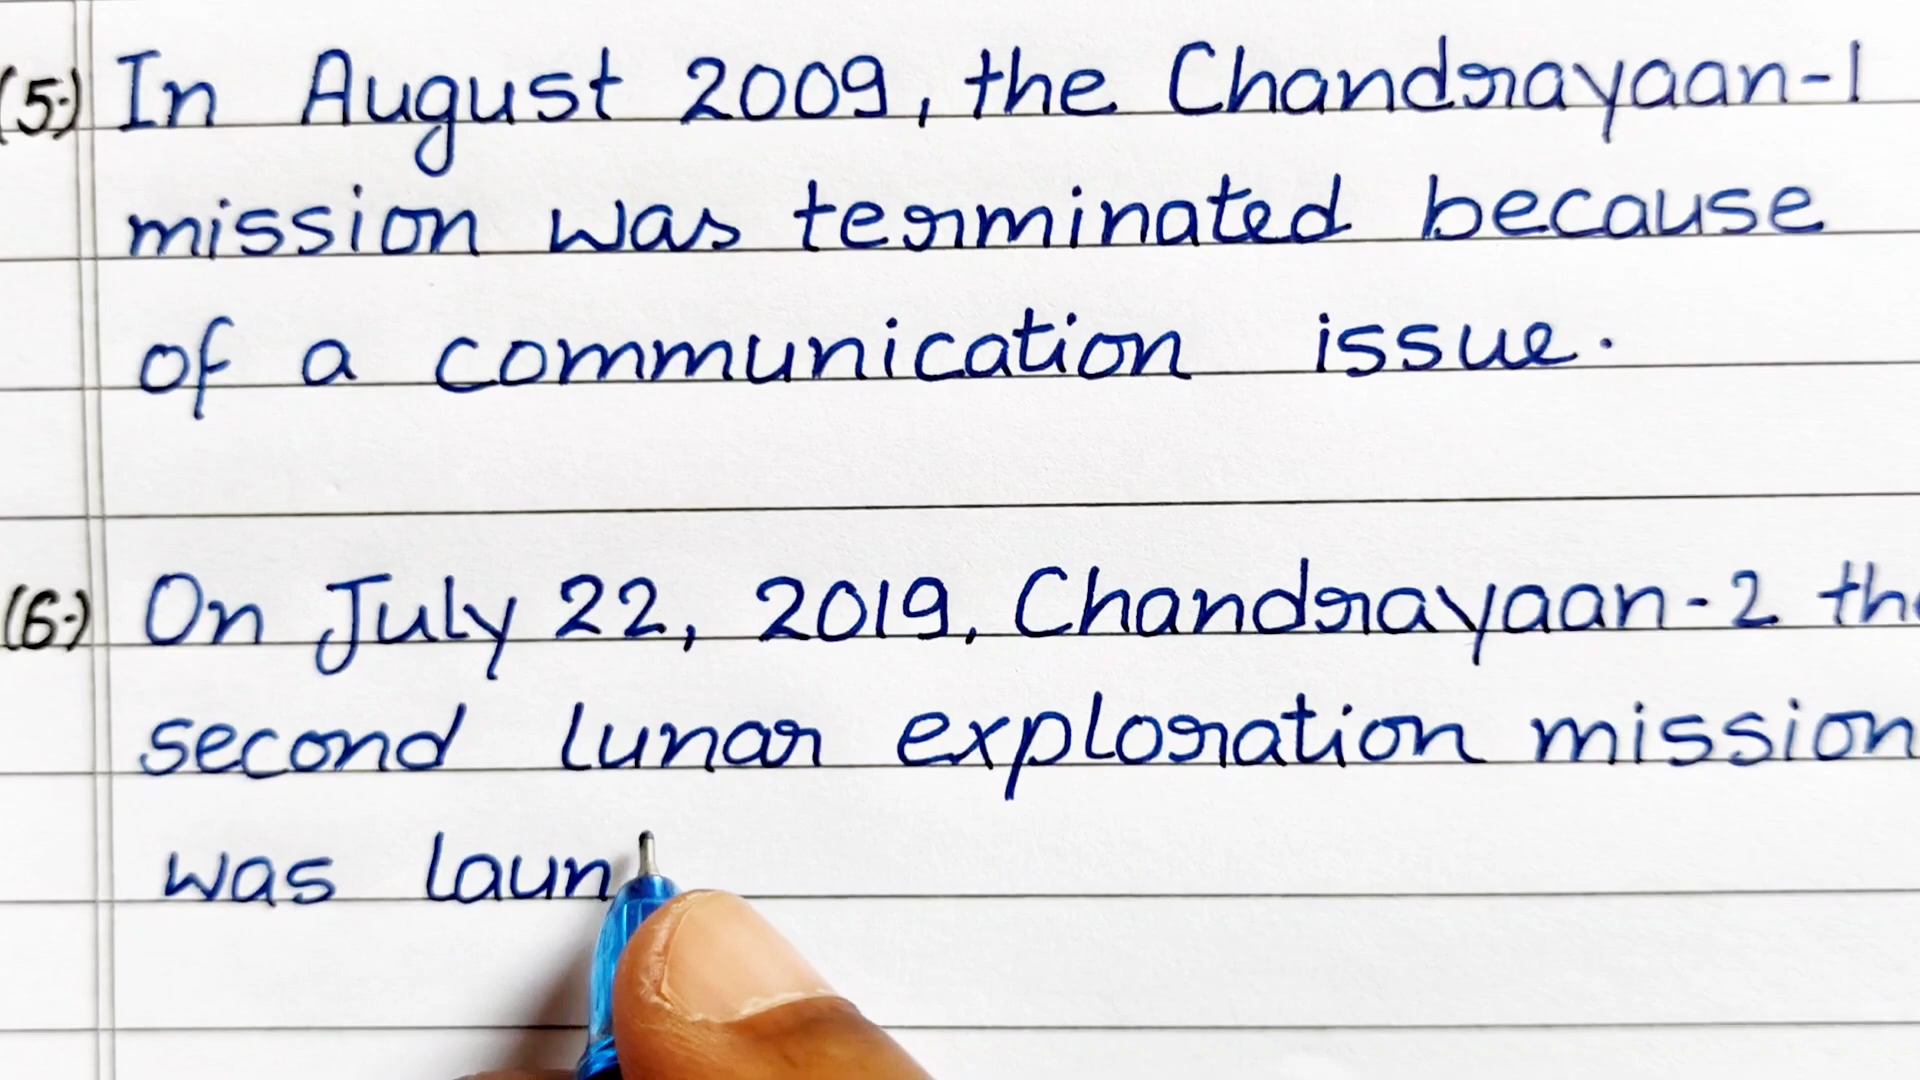 (5.) In August 2009, the Chandrayaan-1
mission was terminated because
of a communication issue.
(6.) On July 22, 2019, Chandrayaan-2 the
second lunar exploration mission
was laun